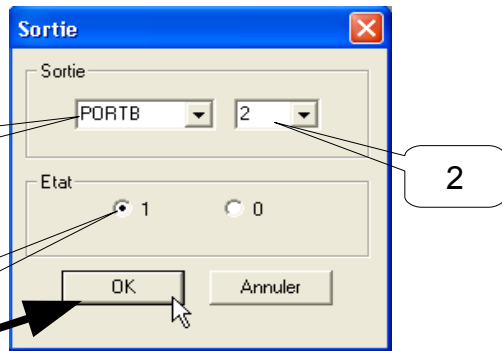 Sortie
Sortie
PORTB 2
2
Etat
1 0
OK Annuler